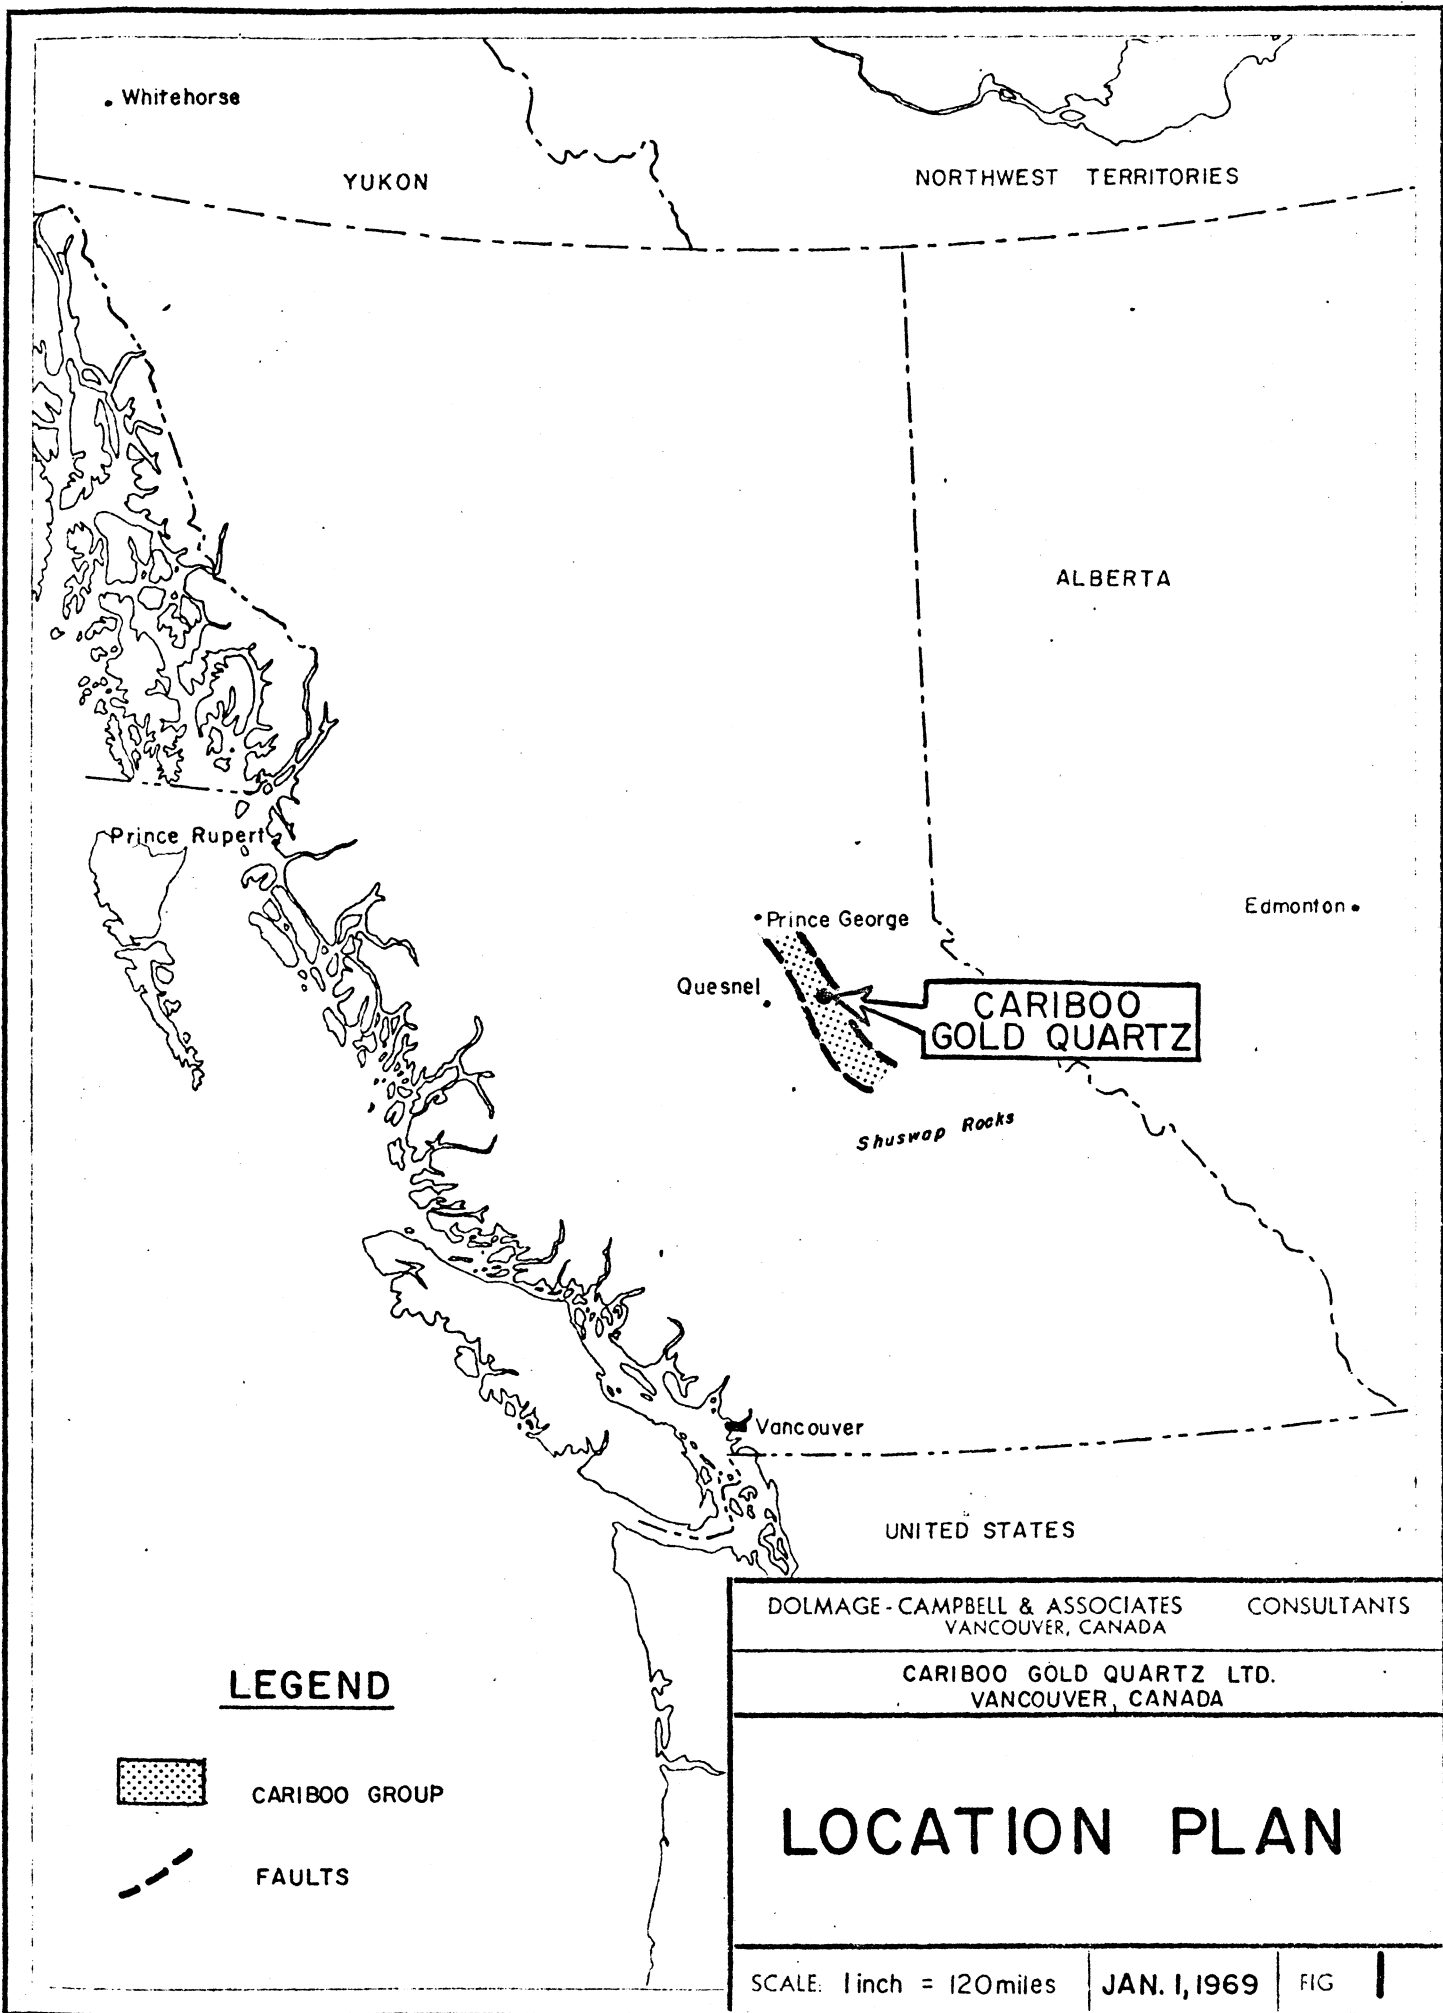 Whitehorse
YUKON
NORTHWEST TERRITORIES
ALBERTA
Prince Rupert
Prince George
Edmonton
Quesnel
CARIBOO
GOLD QUARTZ
Shuswap Rocks
Vancouver
UNITED STATES
DOLMAGE-CAMPBELL & ASSOCIATES CONSULTANTS
VANCOUVER, CANADA
CARIBOO GOLD QUARTZ LTD.
VANCOUVER, CANADA
LEGEND
CARIBOO GROUP
FAULTS
LOCATION PLAN
SCALE: 1 inch = 120 miles JAN. 1, 1969 FIG 1